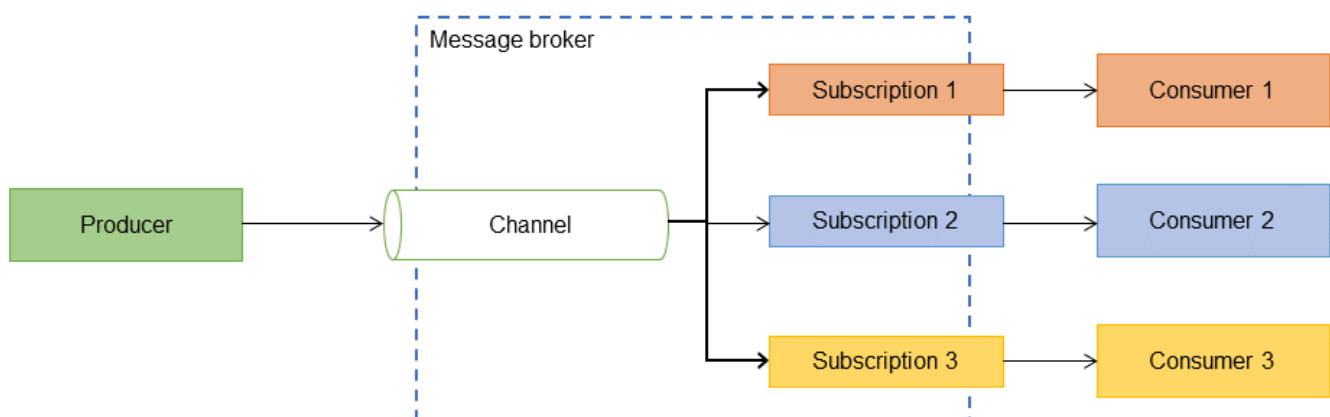 Message broker
Subscription 1
Consumer 1
Producer
Channel
Subscription 2
Consumer 2
Subscription 3
Consumer 3